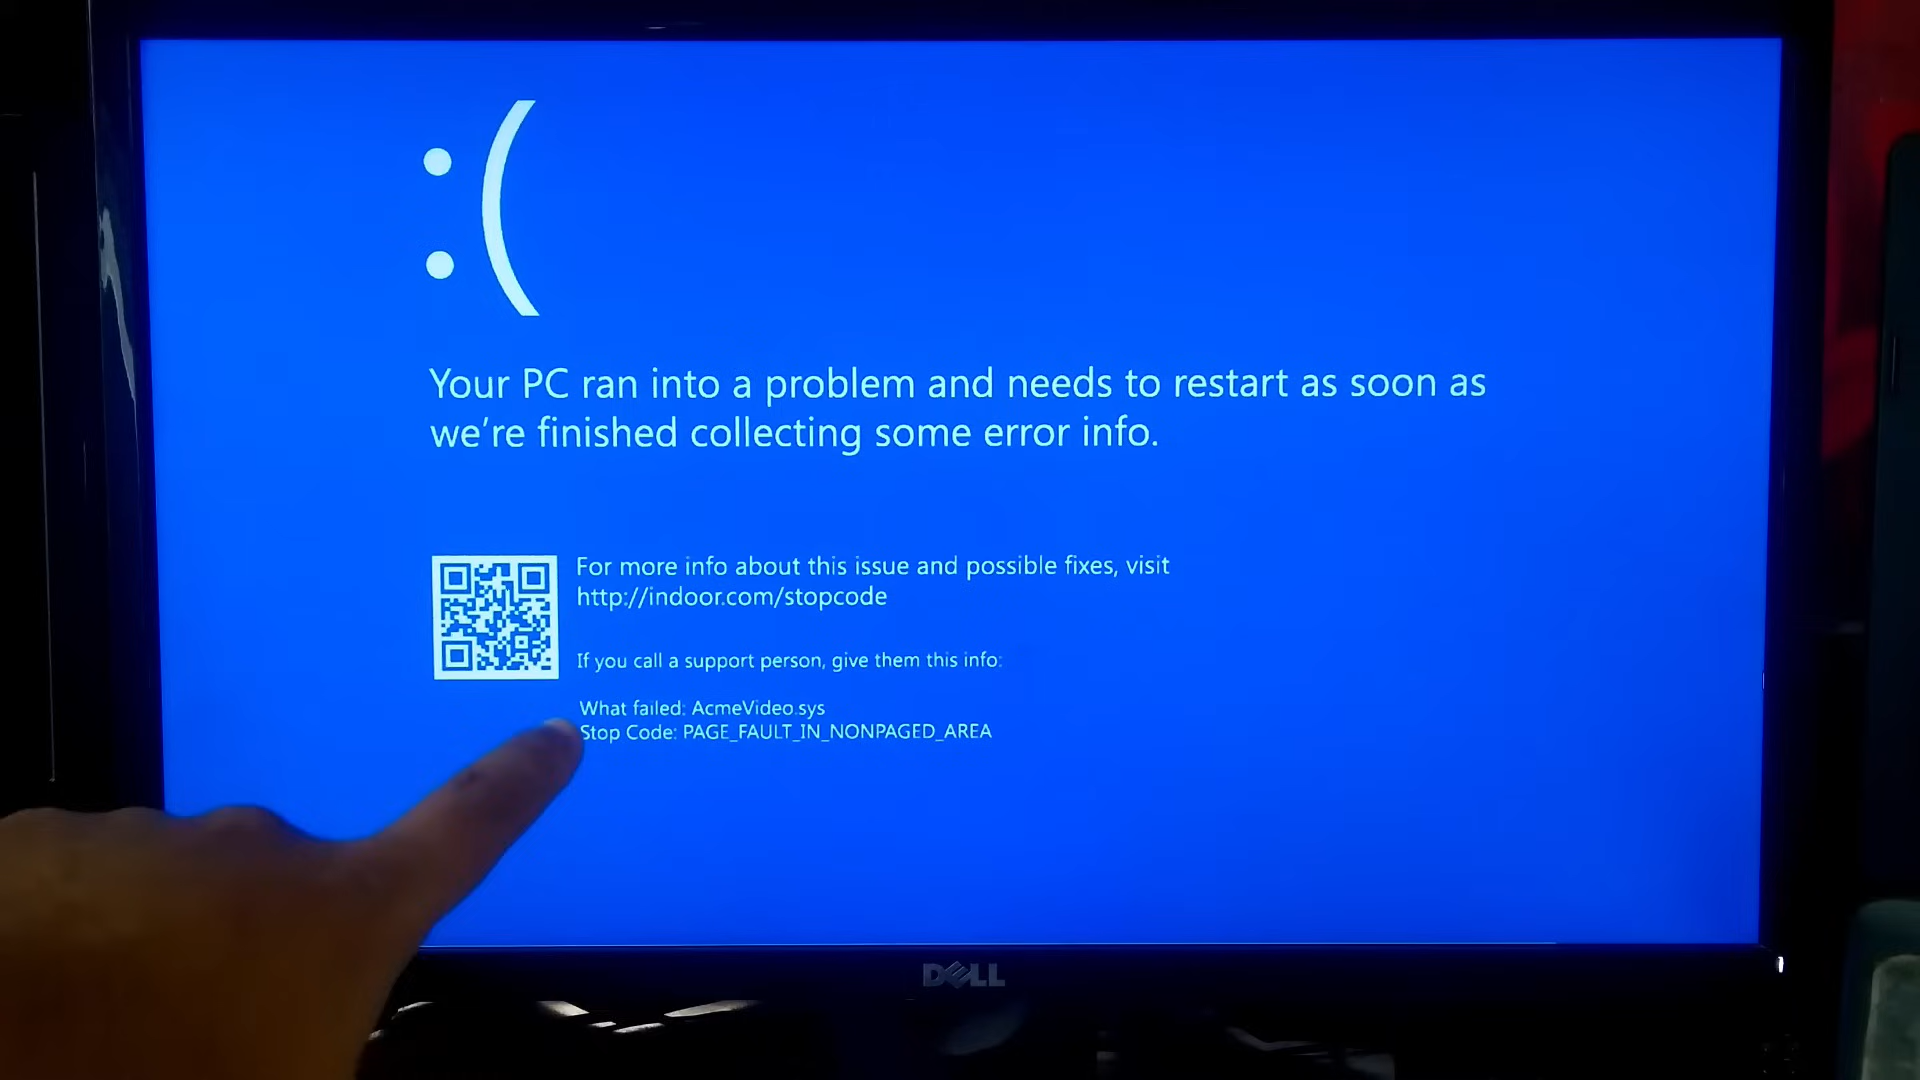 :(
Your PC ran into a problem and needs to restart as soon as
we're finished collecting some error info.
For more info about this issue and possible fixes, visit
http://indoor.com/stopcode
If you call a support person, give them this info:
What failed: AcmeVideo.sys
Stop Code: PAGE_FAULT_IN_NONPAGED_AREA
DELL